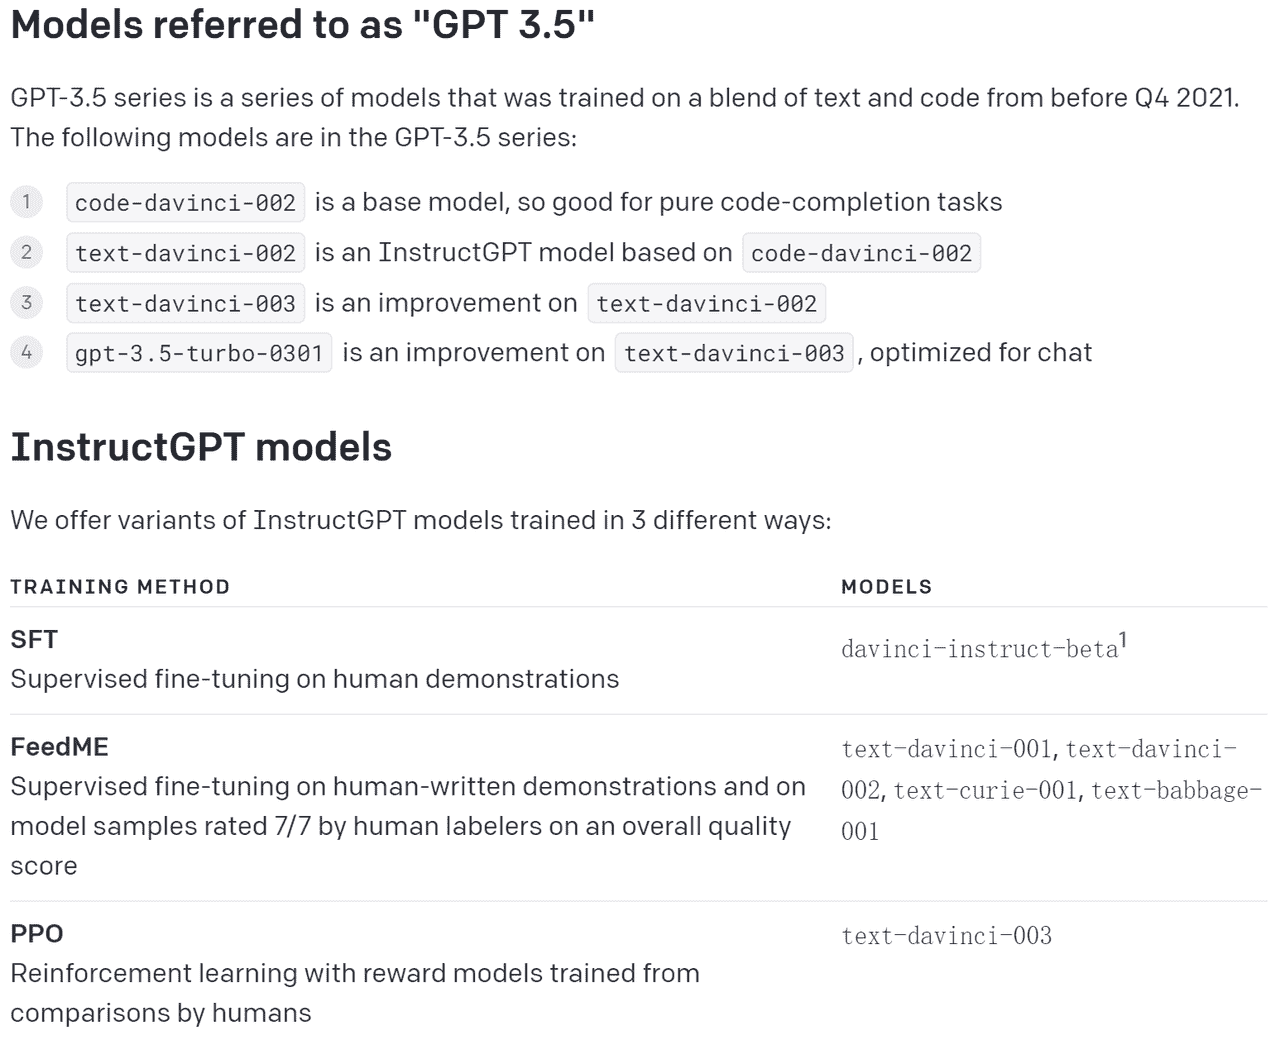 Models referred to as "GPT 3.5"
GPT-3.5 series is a series of models that was trained on a blend of text and code from before Q4 2021.
The following models are in the GPT-3.5 series:
1 code-davinci-002 is a base model, so good for pure code-completion tasks
2 text-davinci-002 is an InstructGPT model based on code-davinci-002
3 text-davinci-003 is an improvement on text-davinci-002
4 gpt-3.5-turbo-0301 is an improvement on text-davinci-003, optimized for chat
InstructGPT models
We offer variants of InstructGPT models trained in 3 different ways:
TRAINING METHOD MODELS
SFT
Supervised fine-tuning on human demonstrations
davinci-instruct-beta¹
FeedME
Supervised fine-tuning on human-written demonstrations and on
model samples rated 7/7 by human labelers on an overall quality
score
text-davinci-001, text-davinci-
002, text-curie-001, text-babbage-
001
PPO
Reinforcement learning with reward models trained from
comparisons by humans
text-davinci-003